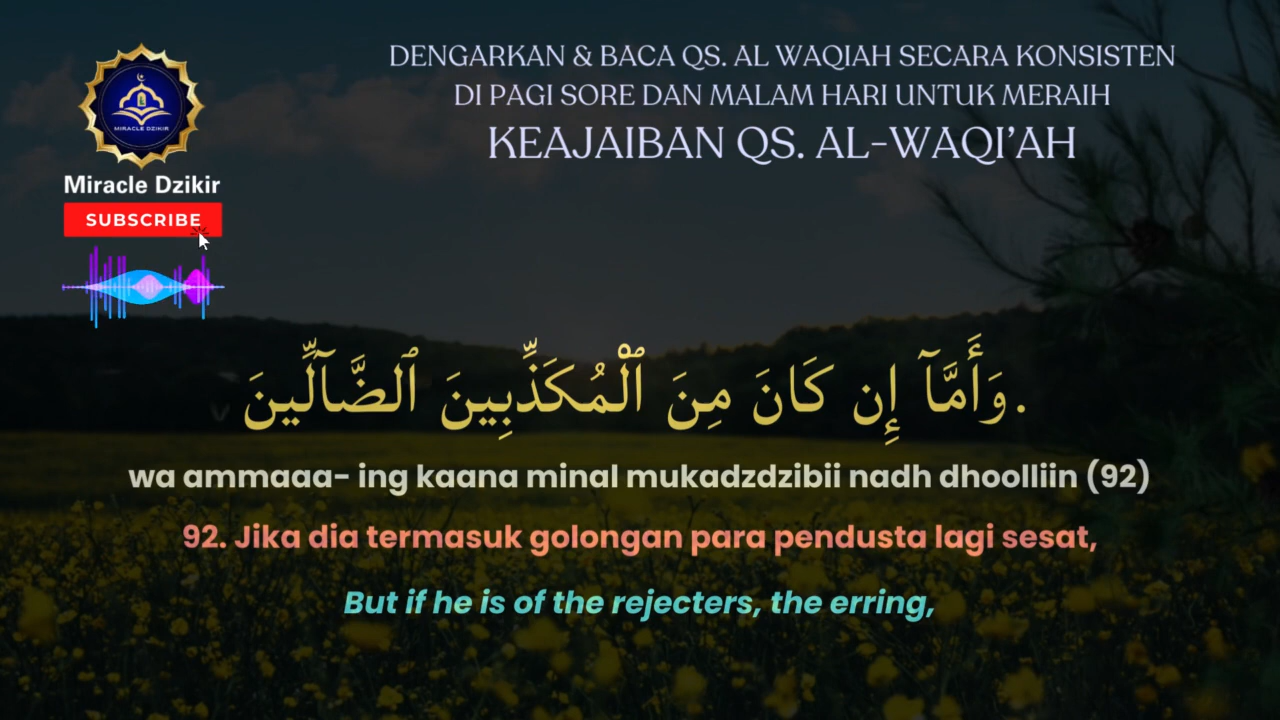 DENGARKAN & BACA QS. AL WAQIAH SECARA KONSISTEN
DI PAGI SORE DAN MALAM HARI UNTUK MERAIH
KEAJAIBAN QS. AL-WAQI'AH
MIRACLE DZIKIR
Miracle Dzikir
SUBSCRIBE
وَأَمَّآ إِن كَانَ مِنَ ٱلْمُكَذِّبِينَ ٱلضَّآلِّينَ.
wa ammaaa- ing kaana minal mukadzdzibii nadh dhoolliin (92)
92. Jika dia termasuk golongan para pendusta lagi sesat,
But if he is of the rejecters, the erring,